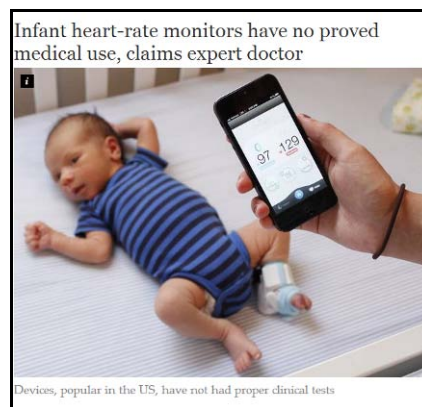 Infant heart-rate monitors have no proved
medical use, claims expert doctor
i
97
129
Devices, popular in the US, have not had proper clinical tests